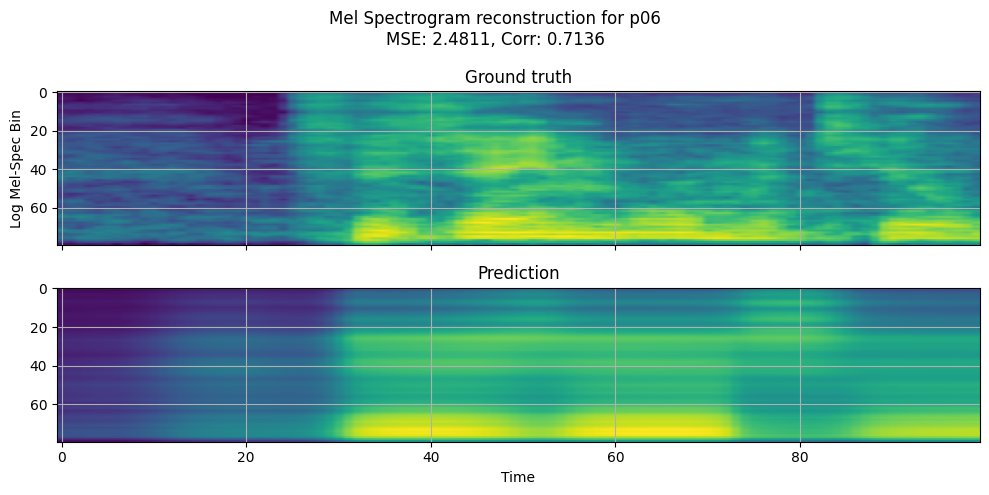 Mel Spectrogram reconstruction for p06
MSE: 2.4811, Corr: 0.7136
Ground truth
0
20
40
60
Log Mel-Spec Bin
Prediction
0
20
40
60
0 20 40 60 80
Time